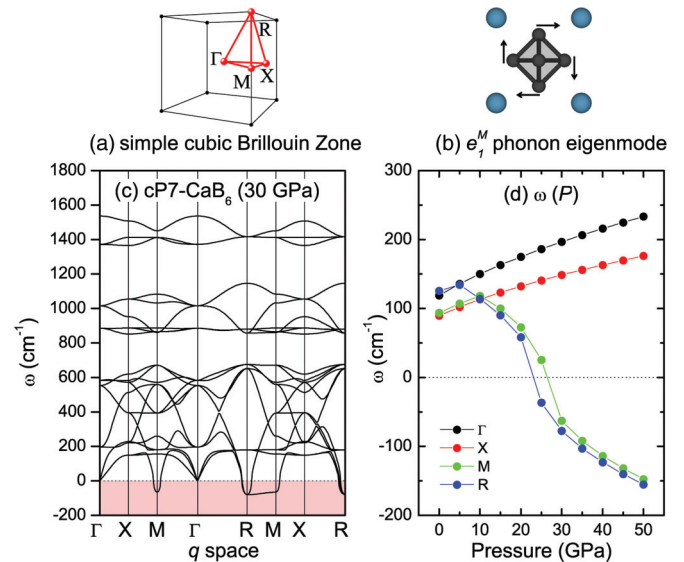 R
Γ
X
M
(a) simple cubic Brillouin Zone
(b) e₁ᴹ phonon eigenmode
(c) cP7-CaB₆ (30 GPa)
1800
1600
1400
1200
1000
800
600
400
200
0
-200
ω (cm⁻¹)
Γ X M Γ R M X R
q space
(d) ω (P)
300
200
100
0
-100
-200
ω (cm⁻¹)
Γ
X
M
R
0 10 20 30 40 50
Pressure (GPa)